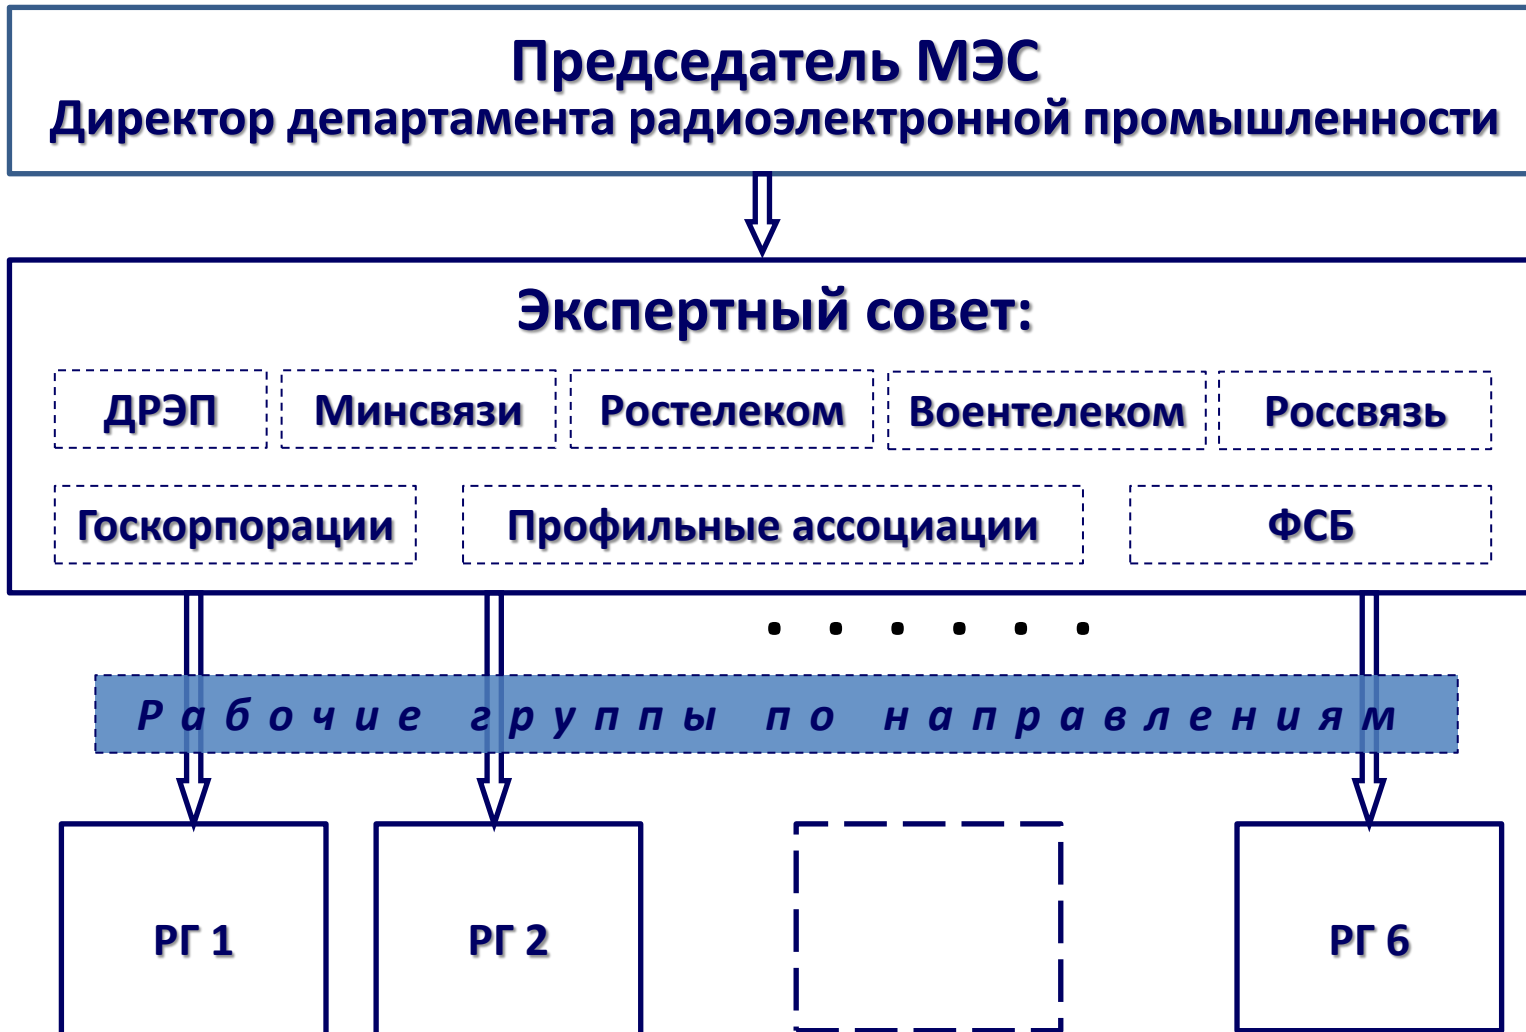 Председатель МЭС
Директор департамента радиоэлектронной промышленности
Экспертный совет:
ДРЭП Минсвязи Ростелеком Воентелеком Россвязь
Госкорпорации Профильные ассоциации ФСБ
. . . . . .
Рабочие группы по направлениям
РГ 1 РГ 2 РГ 6